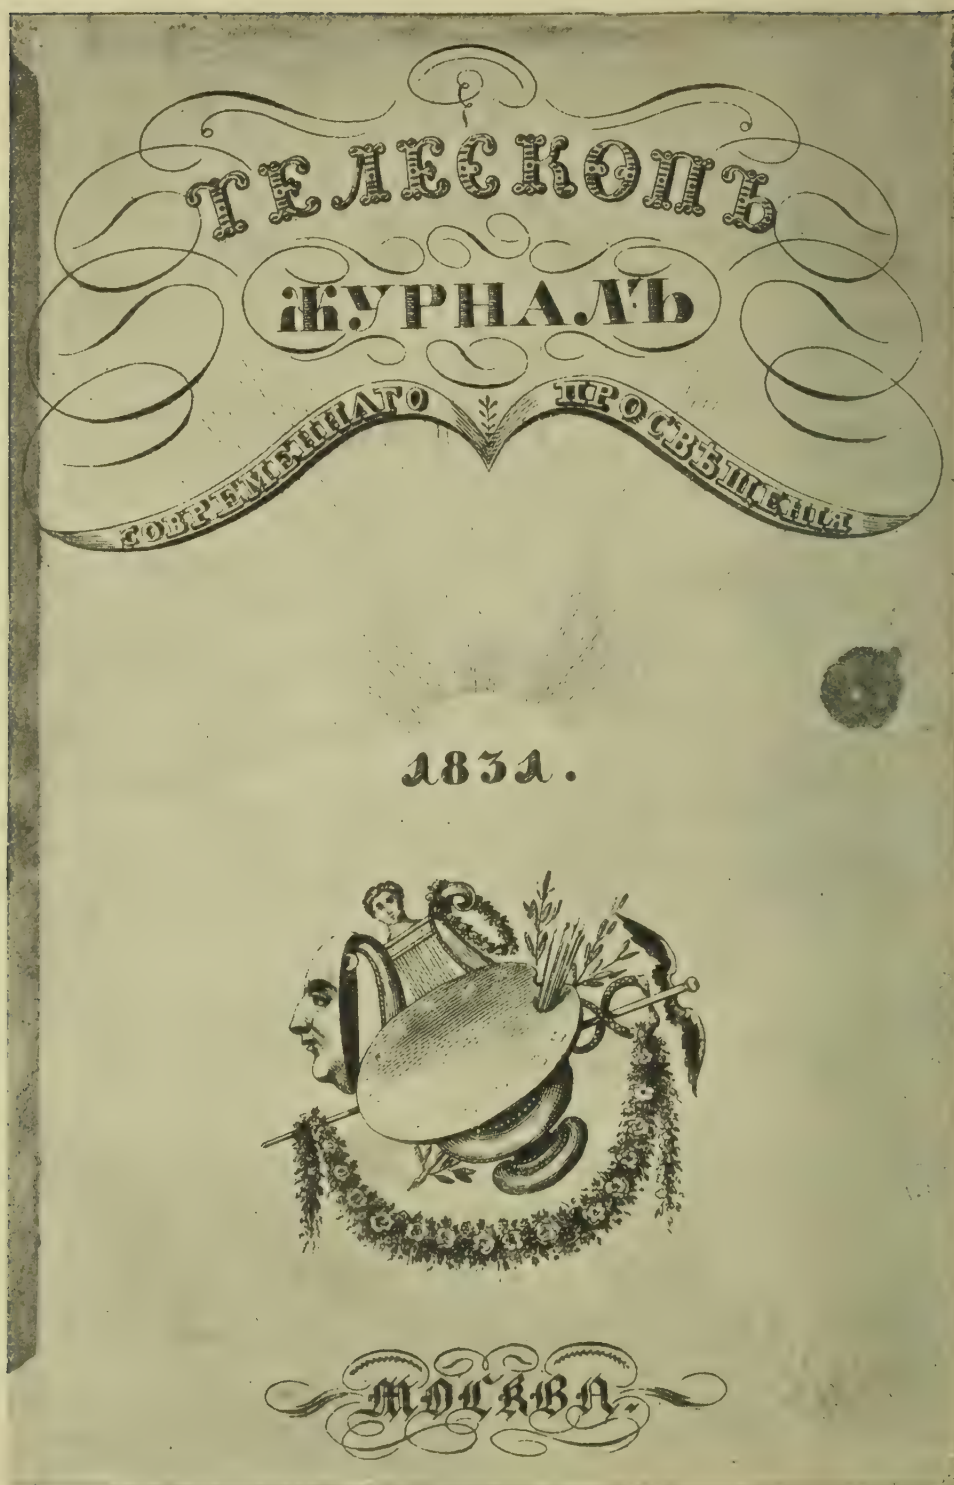 ТЕЛЕСКОПЪ
ЖУРНАЛЪ
СОВРЕМЕННАГО ПРОСВѢЩЕНІЯ
1831.
МОСКВА.